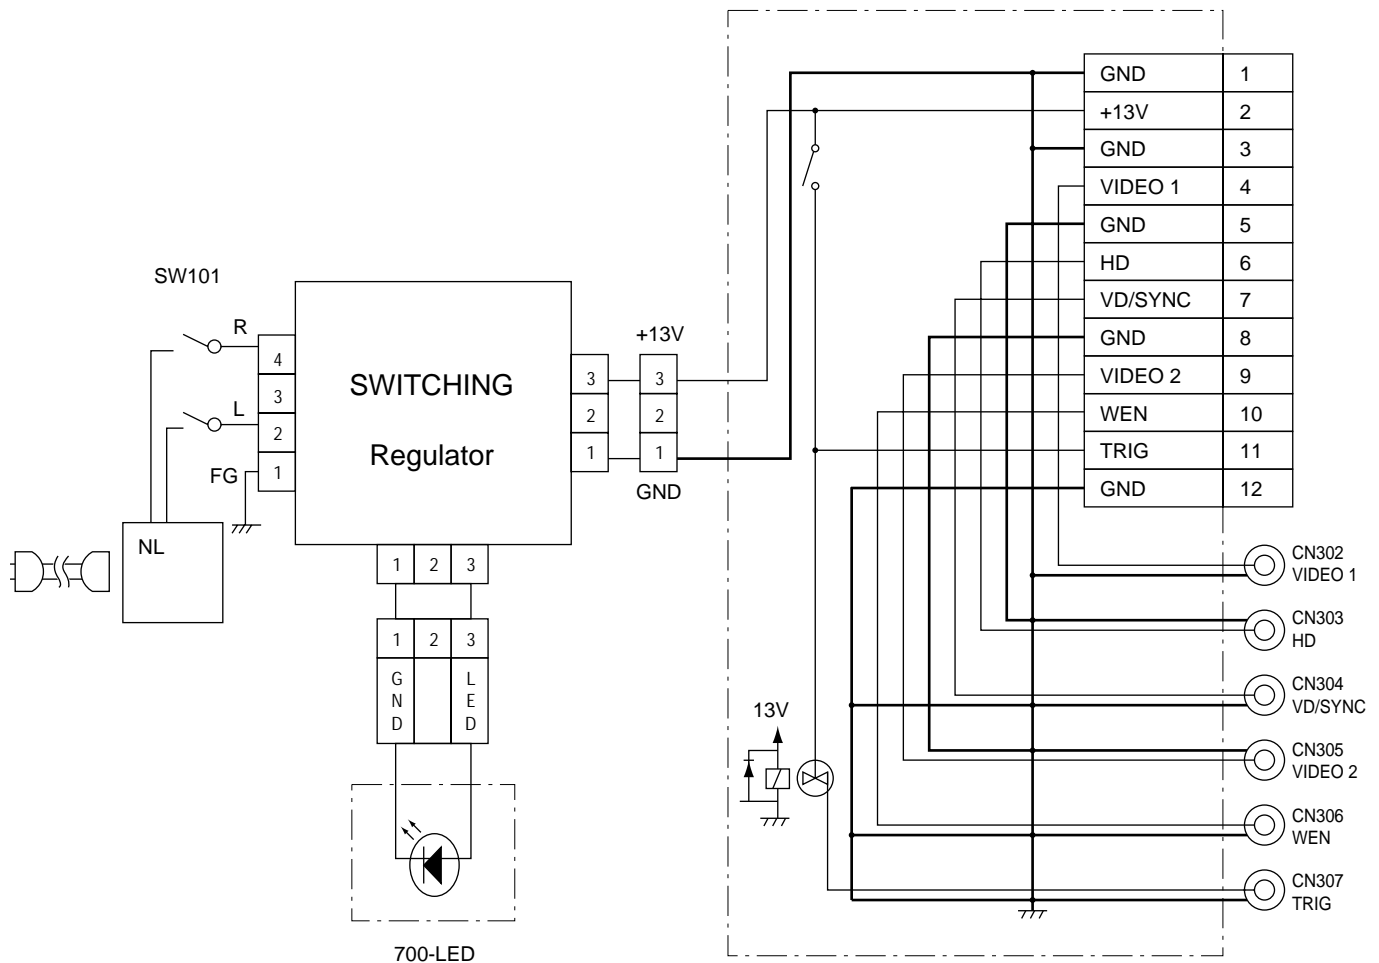 GND 1
+13V 2
GND 3
VIDEO 1 4
GND 5
HD 6
VD/SYNC 7
GND 8
VIDEO 2 9
WEN 10
TRIG 11
GND 12
SW101
R
L
FG
4
3
2
1
SWITCHING
Regulator
3
2
1
+13V
3
2
1
GND
NL
1 2 3
1 2 3
GND
LED
700-LED
13V
CN302
VIDEO 1
CN303
HD
CN304
VD/SYNC
CN305
VIDEO 2
CN306
WEN
CN307
TRIG